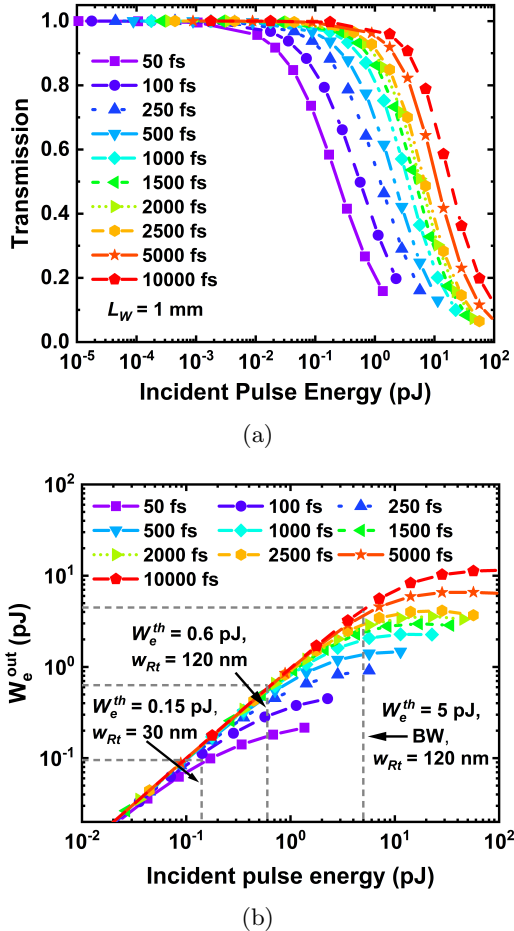 1.0
0.8
0.6
0.4
0.2
0.0
Transmission
50 fs
100 fs
250 fs
500 fs
1000 fs
1500 fs
2000 fs
2500 fs
5000 fs
10000 fs
L_W = 1 mm
10^-5 10^-4 10^-3 10^-2 10^-1 10^0 10^1 10^2
Incident Pulse Energy (pJ)
(a)
10^2
10^1
10^0
10^-1
W_e^out (pJ)
50 fs 100 fs 250 fs
500 fs 1000 fs 1500 fs
2000 fs 2500 fs 5000 fs
10000 fs
W_e^th = 0.6 pJ,
w_Rt = 120 nm
W_e^th = 0.15 pJ,
w_Rt = 30 nm
W_e^th = 5 pJ,
BW,
w_Rt = 120 nm
10^-2 10^-1 10^0 10^1 10^2
Incident pulse energy (pJ)
(b)